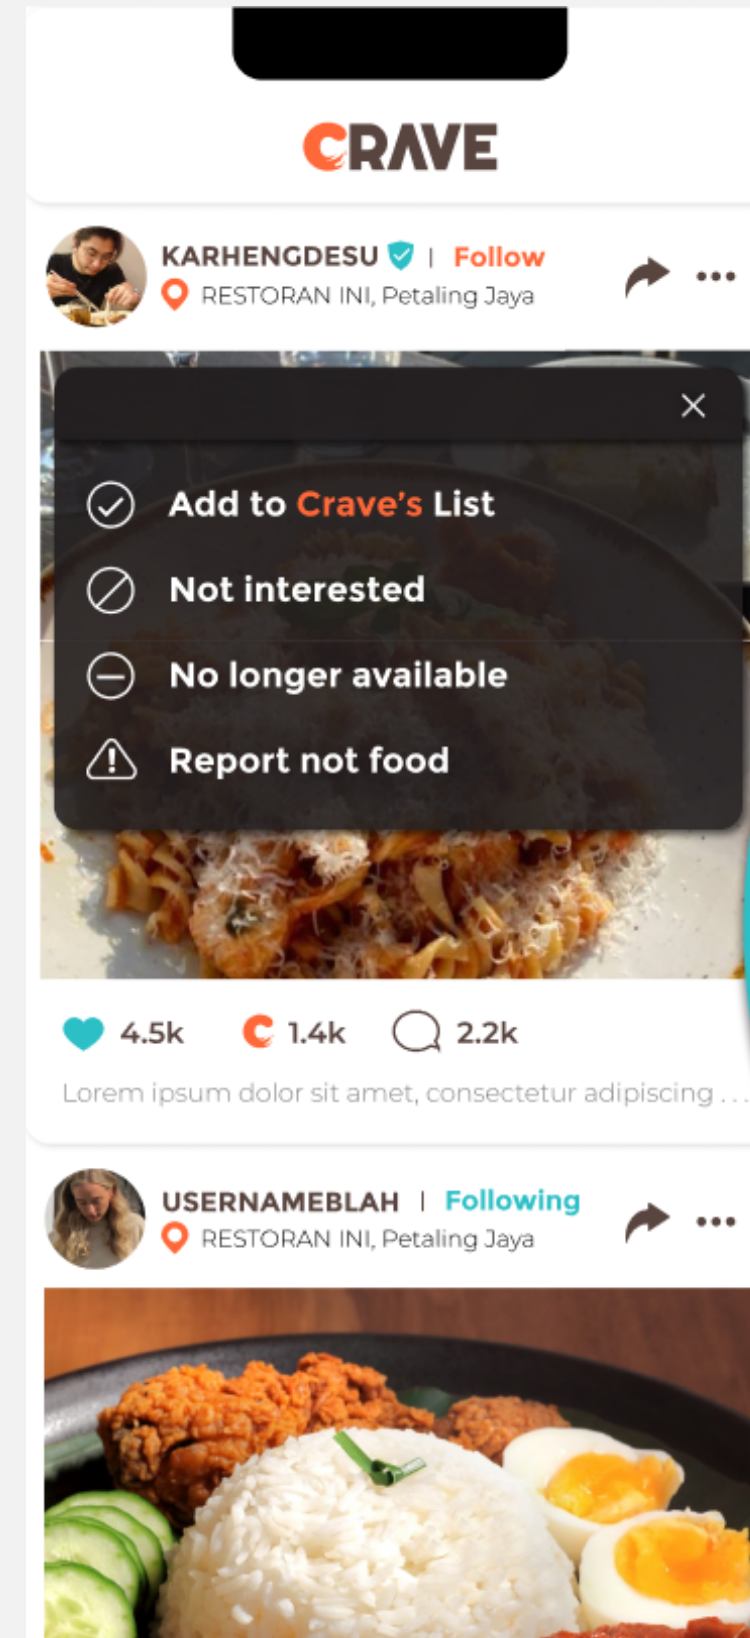 CRAVE
KARHENGDESU | Follow
RESTORAN INI, Petaling Jaya
Add to Crave's List
Not interested
No longer available
Report not food
4.5k 1.4k 2.2k
Lorem ipsum dolor sit amet, consectetur adipiscing ...
USERNAMEBLAH | Following
RESTORAN INI, Petaling Jaya